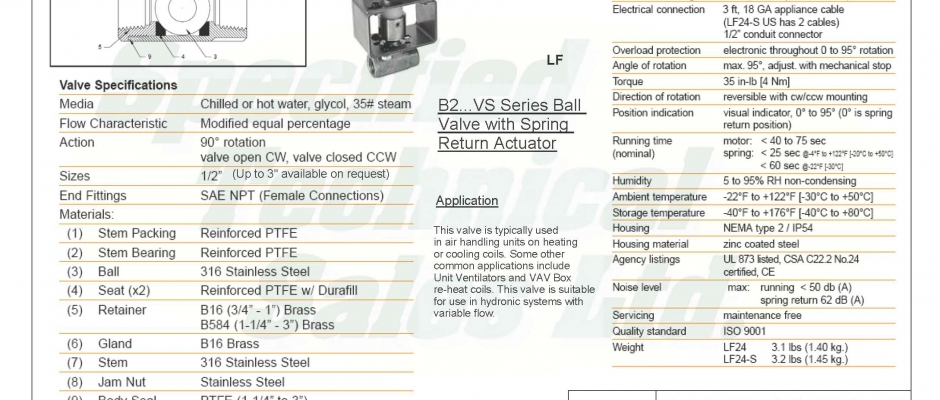 5
9
4
3
LF
Valve Specifications
Media Chilled or hot water, glycol, 35# steam
Flow Characteristic Modified equal percentage
Action 90° rotation
valve open CW, valve closed CCW
Sizes 1/2” (Up to 3" available on request)
End Fittings SAE NPT (Female Connections)
Materials:
(1) Stem Packing Reinforced PTFE
(2) Stem Bearing Reinforced PTFE
(3) Ball 316 Stainless Steel
(4) Seat (x2) Reinforced PTFE w/ Durafill
(5) Retainer B16 (3/4” - 1”) Brass
B584 (1-1/4” - 3”) Brass
(6) Gland B16 Brass
(7) Stem 316 Stainless Steel
(8) Jam Nut Stainless Steel
(9) Body Seal PTFE (1-1/4” to 3”)
B2...VS Series Ball
Valve with Spring
Return Actuator
Application
This valve is typically used
in air handling units on heating
or cooling coils. Some other
common applications include
Unit Ventilators and VAV Box
re-heat coils. This valve is suitable
for use in hydronic systems with
variable flow.
Electrical connection 3 ft, 18 GA appliance cable
(LF24-S US has 2 cables)
1/2” conduit connector
Overload protection electronic throughout 0 to 95° rotation
Angle of rotation max. 95°, adjust. with mechanical stop
Torque 35 in-lb [4 Nm]
Direction of rotation reversible with cw/ccw mounting
Position indication visual indicator, 0° to 95° (0° is spring
return position)
Running time motor: < 40 to 75 sec
(nominal) spring: < 25 sec @-4°F to +122°F [-20°C to +50°C]
< 60 sec @-22°F [-30°C]
Humidity 5 to 95% RH non-condensing
Ambient temperature -22°F to +122°F [-30°C to +50°C]
Storage temperature -40°F to +176°F [-40°C to +80°C]
Housing NEMA type 2 / IP54
Housing material zinc coated steel
Agency listings UL 873 listed, CSA C22.2 No.24
certified, CE
Noise level max: running < 50 db (A)
spring return 62 dB (A)
Servicing maintenance free
Quality standard ISO 9001
Weight LF24 3.1 lbs (1.40 kg.)
LF24-S 3.2 lbs (1.45 kg.)
Specified
Technical
Sales Ltd